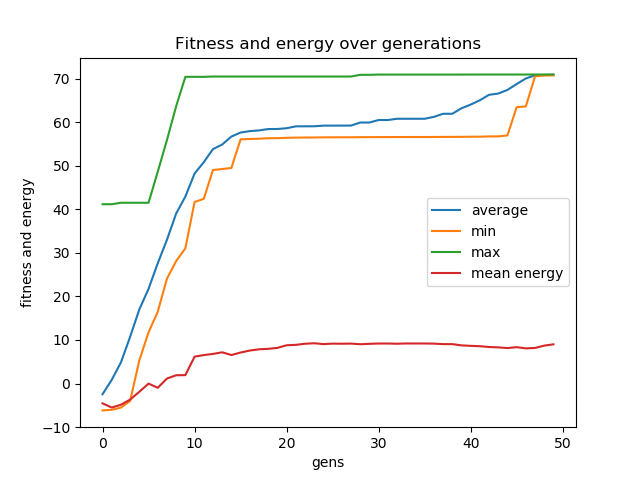 Fitness and energy over generations
fitness and energy
70
60
50
40
30
20
10
0
−10
average
min
max
mean energy
0 10 20 30 40 50
gens